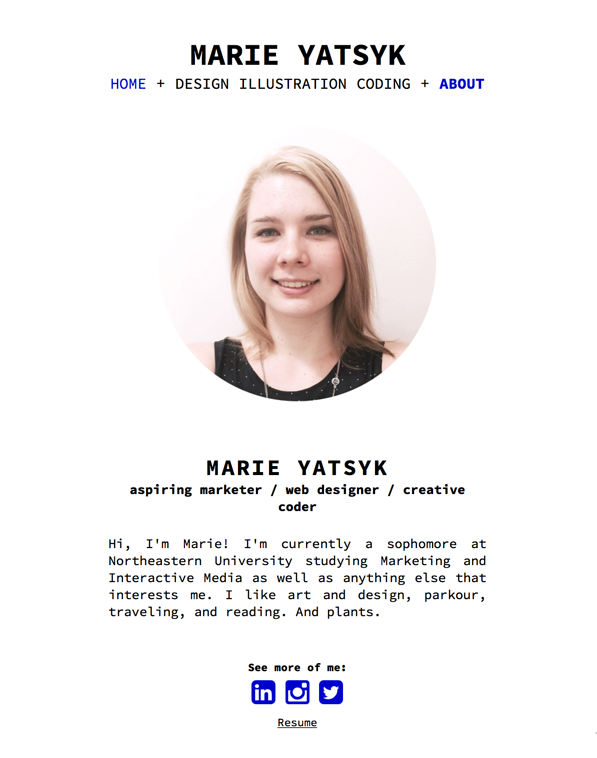 MARIE YATSYK
HOME + DESIGN ILLUSTRATION CODING + ABOUT
MARIE YATSYK
aspiring marketer / web designer / creative
coder
Hi, I'm Marie! I'm currently a sophomore at
Northeastern University studying Marketing and
Interactive Media as well as anything else that
interests me. I like art and design, parkour,
traveling, and reading. And plants.
See more of me:
in
Resume